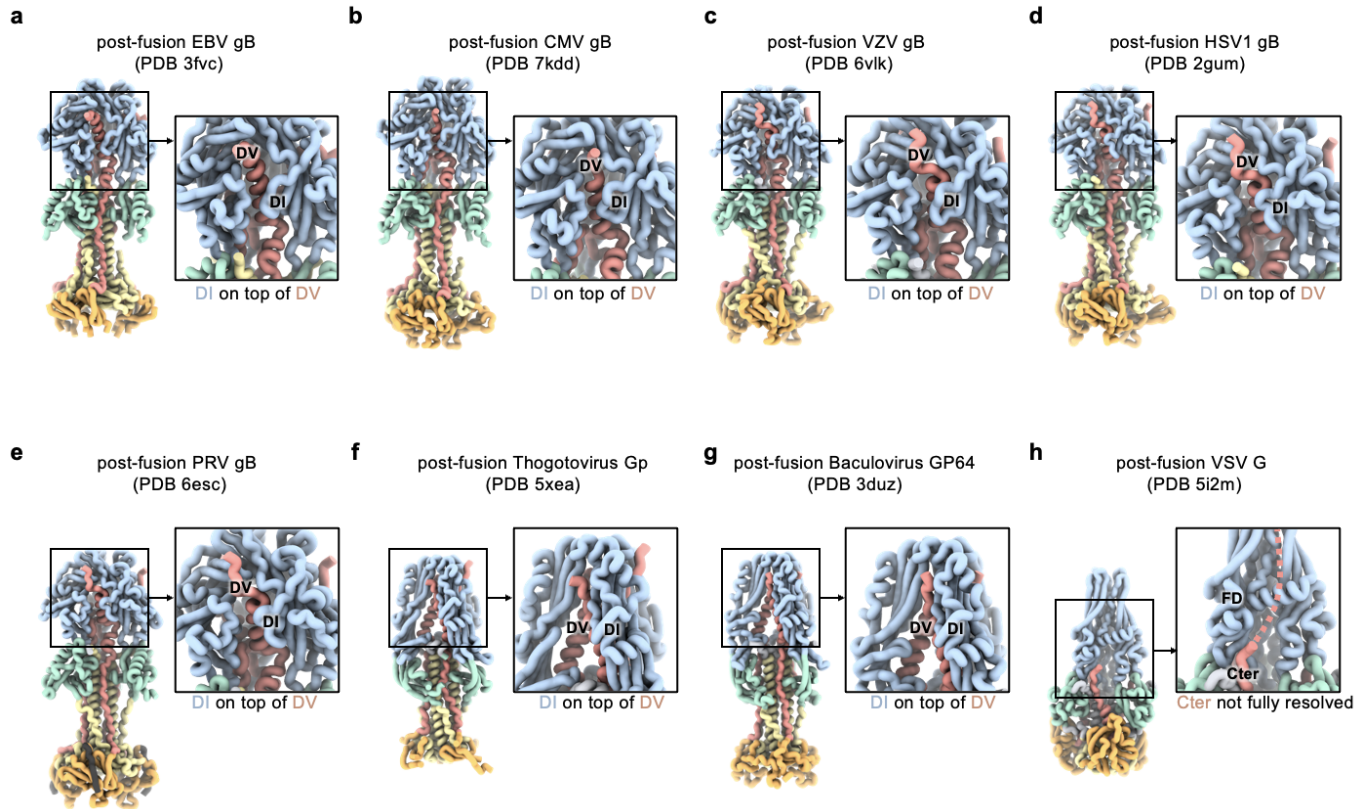 a
post-fusion EBV gB
(PDB 3fvc)
DV
DI
DI on top of DV
b
post-fusion CMV gB
(PDB 7kdd)
DV
DI
DI on top of DV
c
post-fusion VZV gB
(PDB 6vlk)
DV
DI
DI on top of DV
d
post-fusion HSV1 gB
(PDB 2gum)
DV
DI
DI on top of DV
e
post-fusion PRV gB
(PDB 6esc)
DV
DI
DI on top of DV
f
post-fusion Thogotovirus Gp
(PDB 5xea)
DV
DI
DI on top of DV
g
post-fusion Baculovirus GP64
(PDB 3duz)
DV
DI
DI on top of DV
h
post-fusion VSV G
(PDB 5i2m)
FD
Cter
Cter not fully resolved